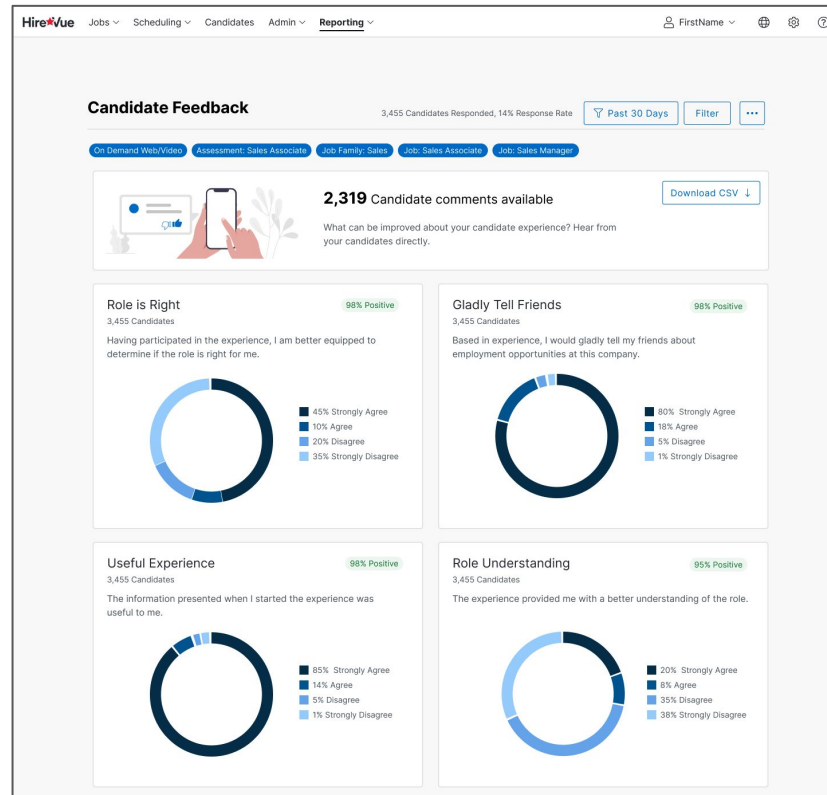 HireVue Jobs Scheduling Candidates Admin Reporting FirstName
Candidate Feedback
3,455 Candidates Responded, 14% Response Rate
Past 30 Days
Filter
On Demand Web/Video
Assessment: Sales Associate
Job Family: Sales
Job: Sales Associate
Job: Sales Manager
2,319 Candidate comments available
Download CSV ↓
What can be improved about your candidate experience? Hear from
your candidates directly.
Role is Right
98% Positive
3,455 Candidates
Having participated in the experience, I am better equipped to
determine if the role is right for me.
45% Strongly Agree
10% Agree
20% Disagree
35% Strongly Disagree
Gladly Tell Friends
98% Positive
3,455 Candidates
Based in experience, I would gladly tell my friends about
employment opportunities at this company.
80% Strongly Agree
18% Agree
5% Disagree
1% Strongly Disagree
Useful Experience
98% Positive
3,455 Candidates
The information presented when I started the experience was
useful to me.
85% Strongly Agree
14% Agree
5% Disagree
1% Strongly Disagree
Role Understanding
95% Positive
3,455 Candidates
The experience provided me with a better understanding of the role.
20% Strongly Agree
8% Agree
35% Disagree
38% Strongly Disagree